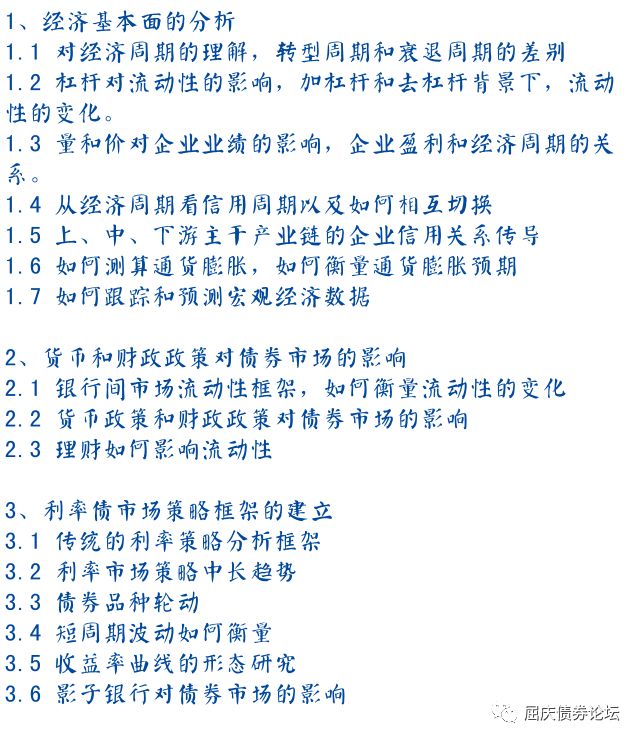 1、经济基本面的分析
1.1 对经济周期的理解，转型周期和衰退周期的差别
1.2 杠杆对流动性的影响，加杠杆和去杠杆背景下，流动
性的变化。
1.3 量和价对企业业绩的影响，企业盈利和经济周期的关
系。
1.4 从经济周期看信用周期以及如何相互切换
1.5 上、中、下游主干产业链的企业信用关系传导
1.6 如何测算通货膨胀，如何衡量通货膨胀预期
1.7 如何跟踪和预测宏观经济数据
2、货币和财政政策对债券市场的影响
2.1 银行间市场流动性框架，如何衡量流动性的变化
2.2 货币政策和财政政策对债券市场的影响
2.3 理财如何影响流动性
3、利率债市场策略框架的建立
3.1 传统的利率策略分析框架
3.2 利率市场策略中长趋势
3.3 债券品种轮动
3.4 短周期波动如何衡量
3.5 收益率曲线的形态研究
3.6 影子银行对债券市场的影响
屈庆债券论坛